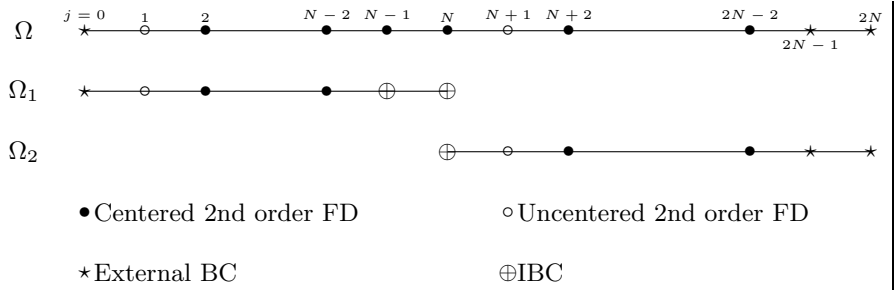 j = 0 1 2 N − 2 N − 1 N N + 1 N + 2 2N − 2 2N
Ω
2N − 1
Ω₁
Ω₂
•Centered 2nd order FD ◦Uncentered 2nd order FD
⋆External BC ⊕IBC